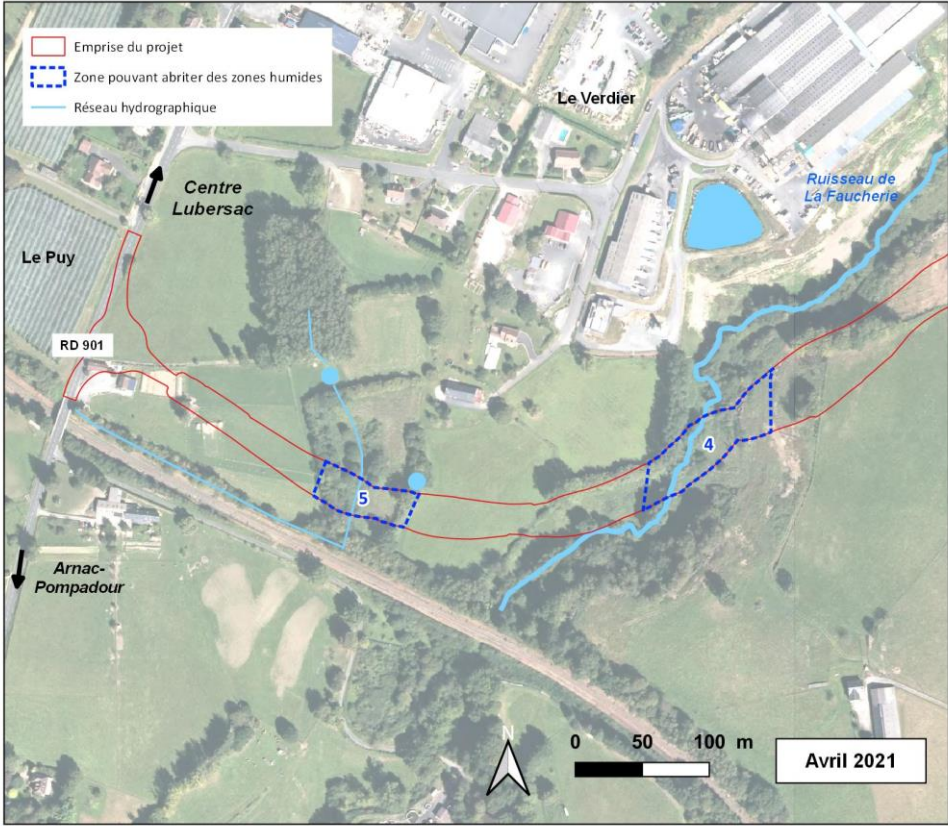 Emprise du projet
Zone pouvant abriter des zones humides
Réseau hydrographique
Le Verdier
Centre
Lubersac
Ruisseau de
La Faucherie
Le Puy
RD 901
4
5
Arnac-
Pompadour
N
0 50 100 m
Avril 2021